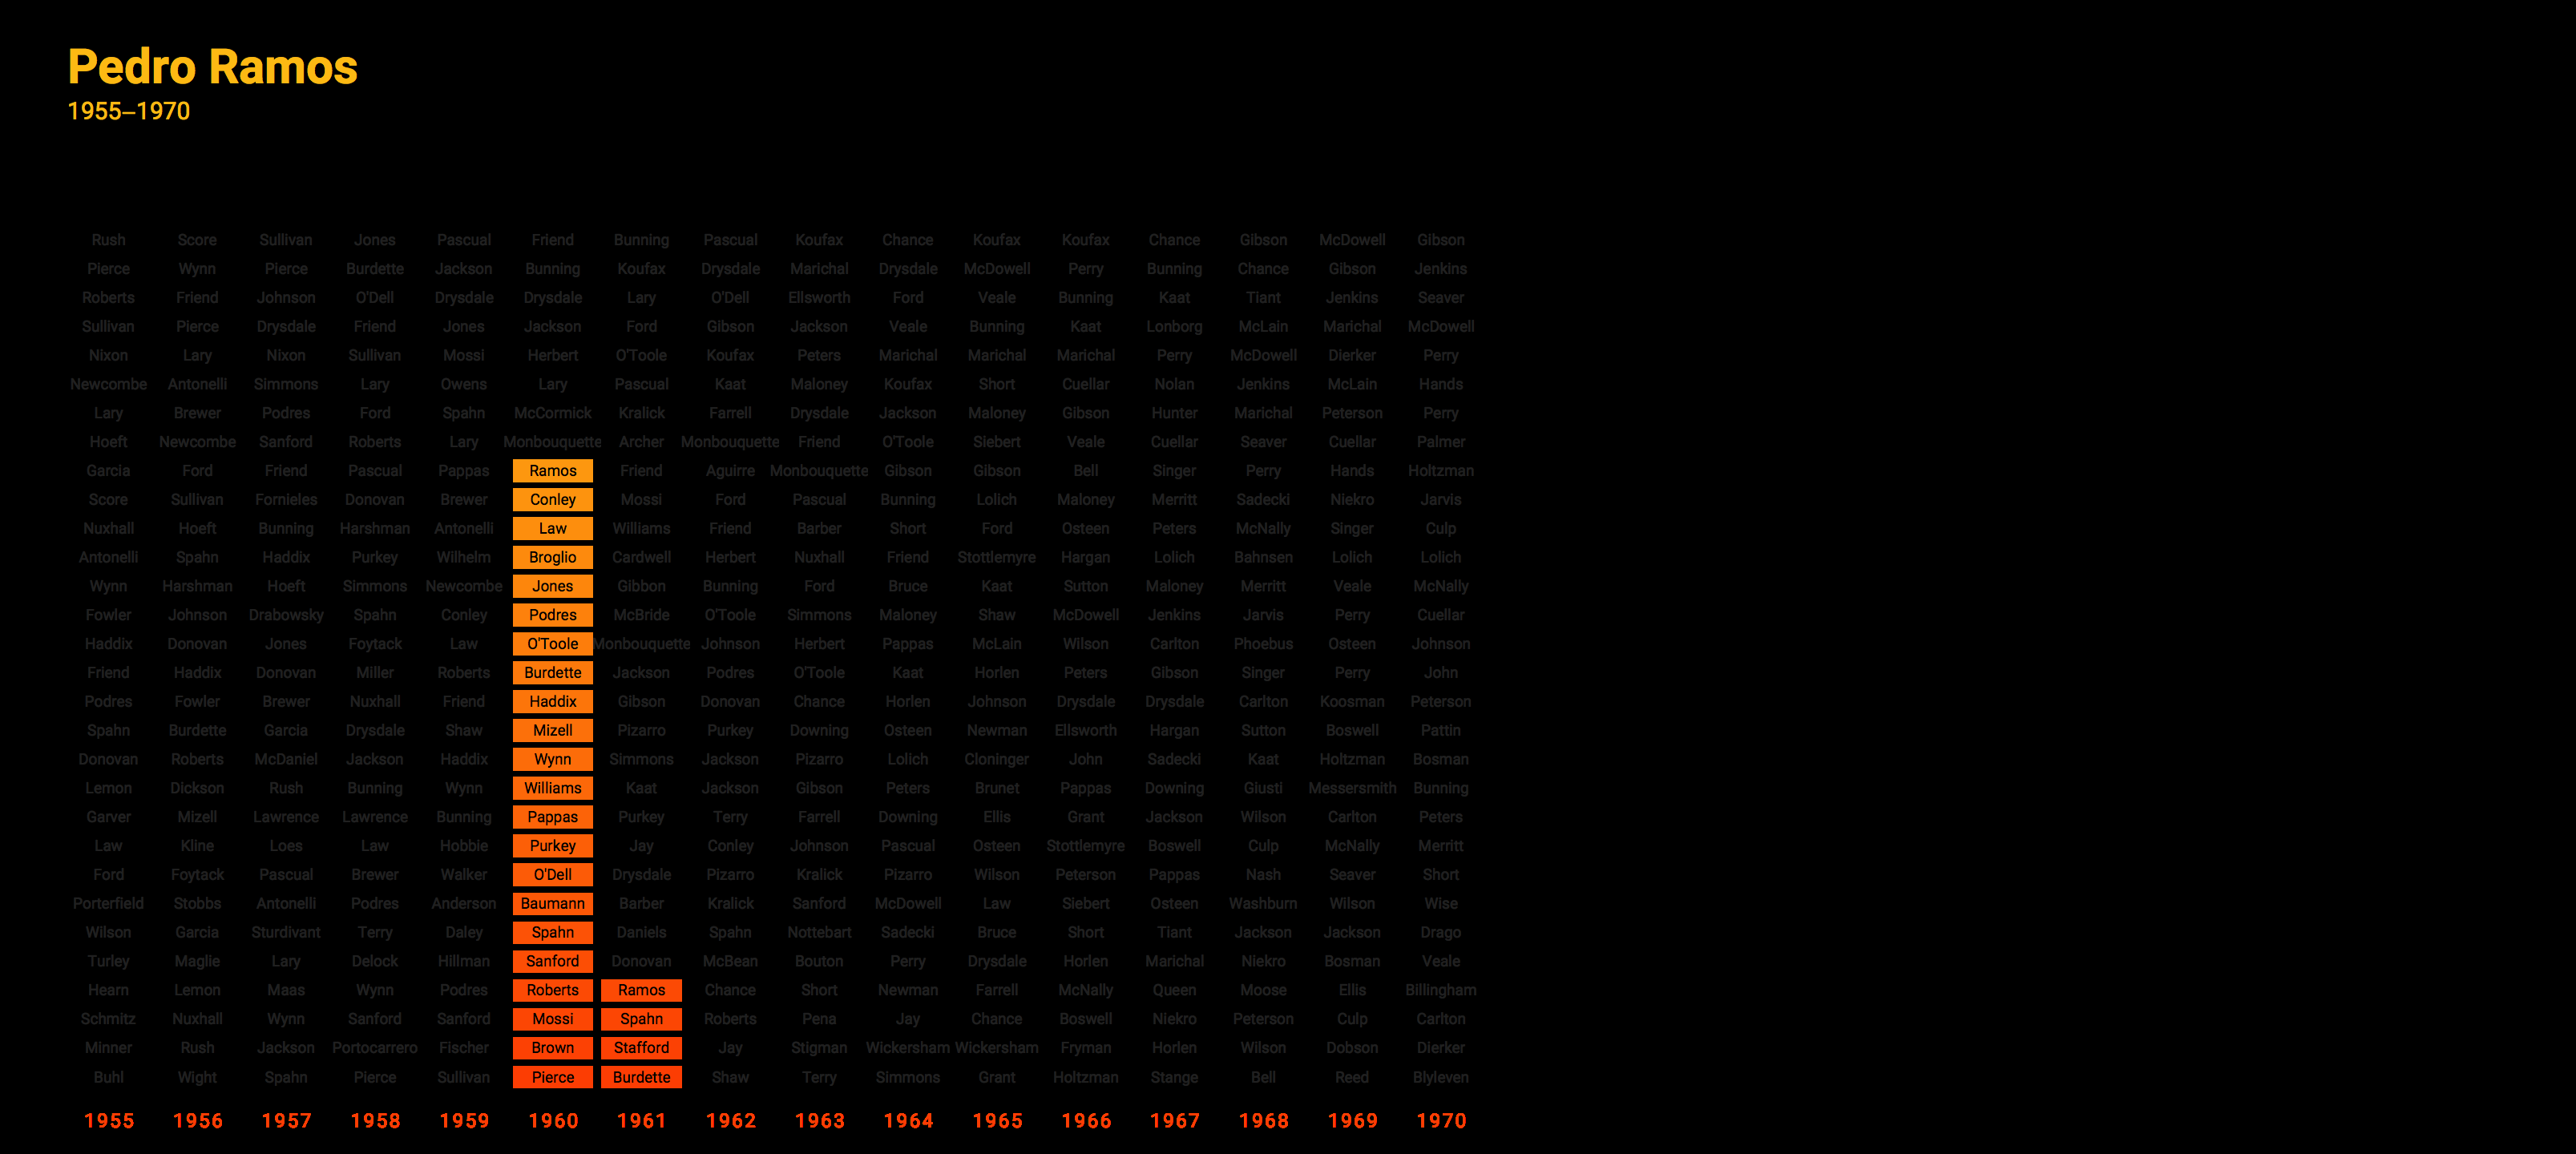 Pedro Ramos
1955–1970
Rush Score Sullivan Jones Pascual Friend Bunning Pascual Koufax Chance Koufax Koufax Chance Gibson McDowell Gibson
Pierce Wynn Pierce Burdette Jackson Bunning Koufax Drysdale Marichal Drysdale McDowell Perry Bunning Chance Gibson Jenkins
Roberts Friend Johnson O'Dell Drysdale Drysdale Lary O'Dell Ellsworth Ford Veale Bunning Kaat Tiant Jenkins Seaver
Sullivan Pierce Drysdale Friend Jones Jackson Ford Gibson Jackson Veale Bunning Kaat Lonborg McLain Marichal McDowell
Nixon Lary Nixon Sullivan Mossi Herbert O'Toole Koufax Peters Marichal Marichal Marichal Perry McDowell Dierker Perry
Newcombe Antonelli Simmons Lary Owens Lary Pascual Kaat Maloney Koufax Short Cuellar Nolan Jenkins McLain Hands
Lary Brewer Podres Ford Spahn McCormick Kralick Farrell Drysdale Jackson Maloney Gibson Hunter Marichal Peterson Perry
Hoeft Newcombe Sanford Roberts Lary Monbouquette Archer Monbouquette Friend O'Toole Siebert Veale Cuellar Seaver Cuellar Palmer
Garcia Ford Friend Pascual Pappas Ramos Friend Aguirre Monbouquette Gibson Gibson Bell Singer Perry Hands Holtzman
Score Sullivan Fornieles Donovan Brewer Conley Mossi Ford Pascual Bunning Lolich Maloney Merritt Sadecki Niekro Jarvis
Nuxhall Hoeft Bunning Harshman Antonelli Law Williams Friend Barber Short Ford Osteen Peters McNally Singer Culp
Antonelli Spahn Haddix Purkey Wilhelm Broglio Cardwell Herbert Nuxhall Friend Stottlemyre Hargan Lolich Bahnsen Lolich Lolich
Wynn Harshman Hoeft Simmons Newcombe Jones Gibbon Bunning Ford Bruce Kaat Sutton Maloney Merritt Veale McNally
Fowler Johnson Drabowsky Spahn Conley Podres McBride O'Toole Simmons Maloney Shaw McDowell Jenkins Jarvis Perry Cuellar
Haddix Donovan Jones Foytack Law O'Toole Monbouquette Johnson Herbert Pappas McLain Wilson Carlton Phoebus Osteen Johnson
Friend Haddix Donovan Miller Roberts Burdette Jackson Podres O'Toole Kaat Horlen Peters Gibson Singer Perry John
Podres Fowler Brewer Nuxhall Friend Haddix Gibson Donovan Chance Horlen Johnson Drysdale Drysdale Carlton Koosman Peterson
Spahn Burdette Garcia Drysdale Shaw Mizell Pizarro Purkey Downing Osteen Newman Ellsworth Hargan Sutton Boswell Pattin
Donovan Roberts McDaniel Jackson Haddix Wynn Simmons Jackson Pizarro Lolich Cloninger John Sadecki Kaat Holtzman Bosman
Lemon Dickson Rush Bunning Wynn Williams Kaat Jackson Gibson Peters Brunet Pappas Downing Giusti Messersmith Bunning
Garver Mizell Lawrence Lawrence Bunning Pappas Purkey Terry Farrell Downing Ellis Grant Jackson Wilson Carlton Peters
Law Kline Loes Law Hobbie Purkey Jay Conley Johnson Pascual Osteen Stottlemyre Boswell Culp McNally Merritt
Ford Foytack Pascual Brewer Walker O'Dell Drysdale Pizarro Kralick Pizarro Wilson Peterson Pappas Nash Seaver Short
Porterfield Stobbs Antonelli Podres Anderson Baumann Barber Kralick Sanford McDowell Law Siebert Osteen Washburn Wilson Wise
Wilson Garcia Sturdivant Terry Daley Spahn Daniels Spahn Nottebart Sadecki Bruce Short Tiant Jackson Jackson Drago
Turley Maglie Lary Delock Hillman Sanford Donovan McBean Bouton Perry Drysdale Horlen Marichal Niekro Bosman Veale
Hearn Lemon Maas Wynn Podres Roberts Ramos Chance Short Newman Farrell McNally Queen Moose Ellis Billingham
Schmitz Nuxhall Wynn Sanford Sanford Mossi Spahn Roberts Pena Jay Chance Boswell Niekro Peterson Culp Carlton
Minner Rush Jackson Portocarrero Fischer Brown Stafford Jay Stigman Wickersham Wickersham Fryman Horlen Wilson Dobson Dierker
Buhl Wight Spahn Pierce Sullivan Pierce Burdette Shaw Terry Simmons Grant Holtzman Stange Bell Reed Blyleven
1955 1956 1957 1958 1959 1960 1961 1962 1963 1964 1965 1966 1967 1968 1969 1970